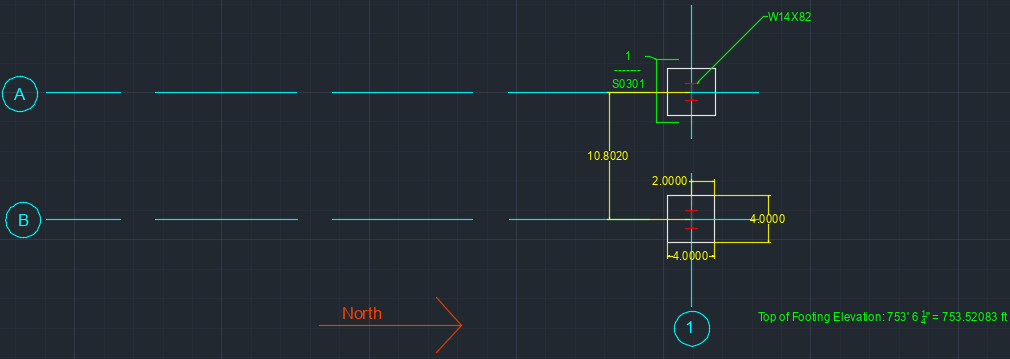 W14X82
1
-------
S0301
A
10.8020
2.0000
B
4.0000
4.0000
North
1
Top of Footing Elevation: 753' 6 1/4" = 753.52083 ft